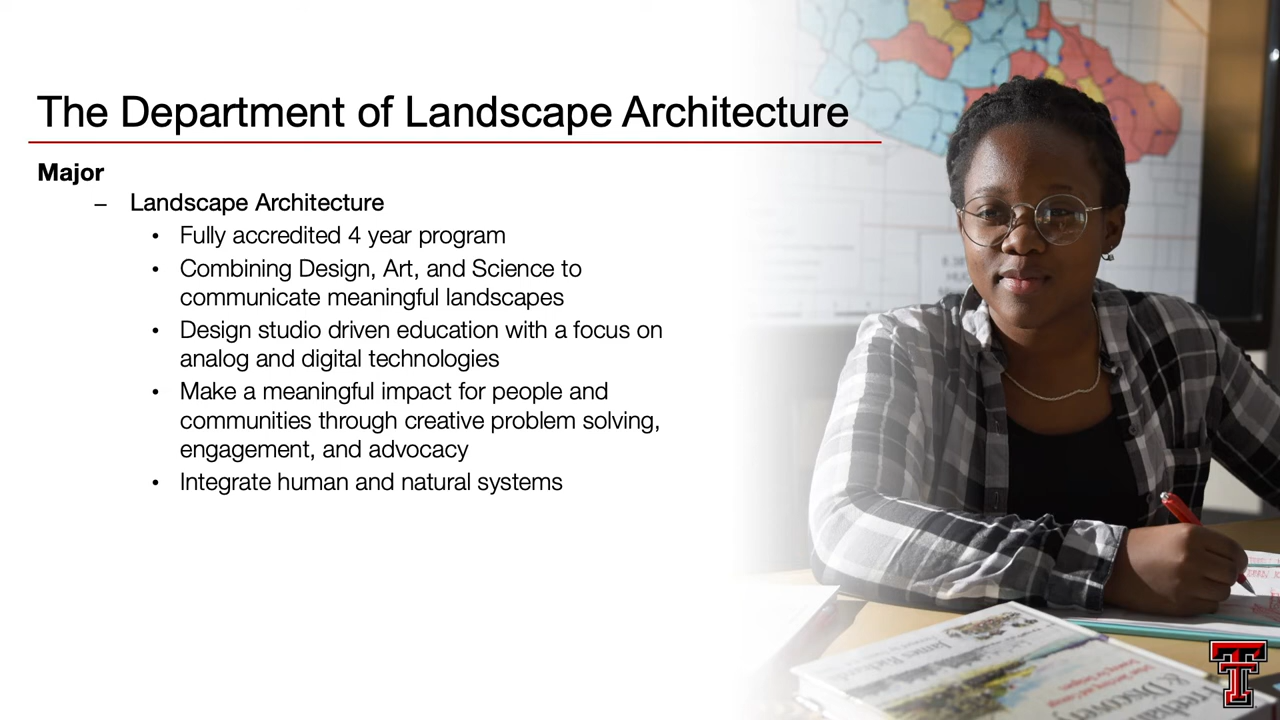 The Department of Landscape Architecture
Major
– Landscape Architecture
• Fully accredited 4 year program
• Combining Design, Art, and Science to
communicate meaningful landscapes
• Design studio driven education with a focus on
analog and digital technologies
• Make a meaningful impact for people and
communities through creative problem solving,
engagement, and advocacy
• Integrate human and natural systems